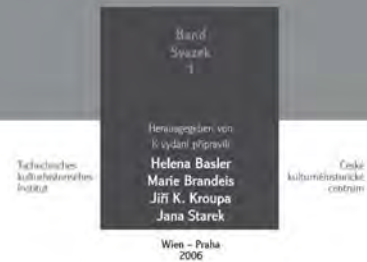 Band
Svazek
1
Herausgegeben von
K vydání připravili
Helena Basler
Marie Brandeis
Jiří K. Kroupa
Jana Starek
Tschechisches
kulturhistorisches
Institut
České
kulturněhistorické
centrum
Wien – Praha
2006